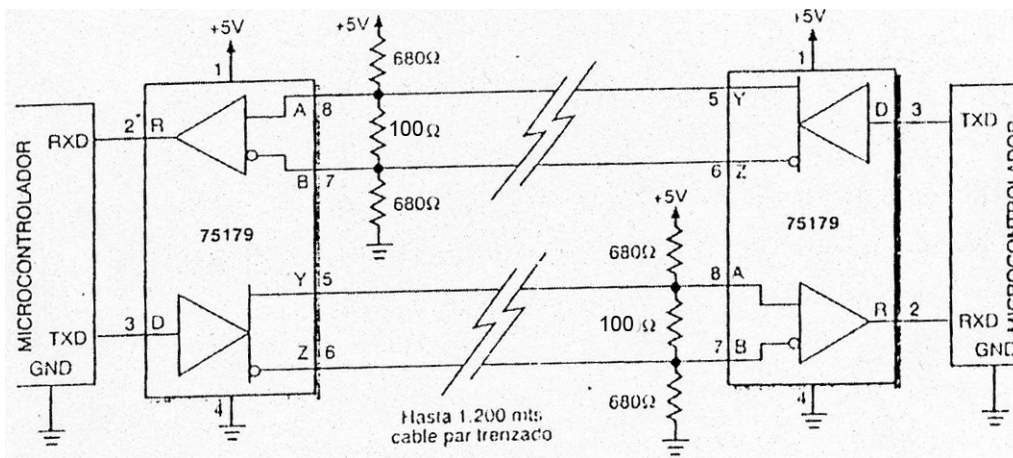 +5V
+5V
+5V
1
680Ω
1
MICROCONTROLADOR
RXD
2
R
A
8
100Ω
5
Y
D
3
TXD
MICROCONTROLADOR
B
7
6
Z
680Ω
+5V
75179
75179
680Ω
Y
5
8
A
TXD
3
D
100Ω
R
2
RXD
Z
6
7
B
GND
GND
4
680Ω
4
Hasta 1.200 mts
cable par trenzado